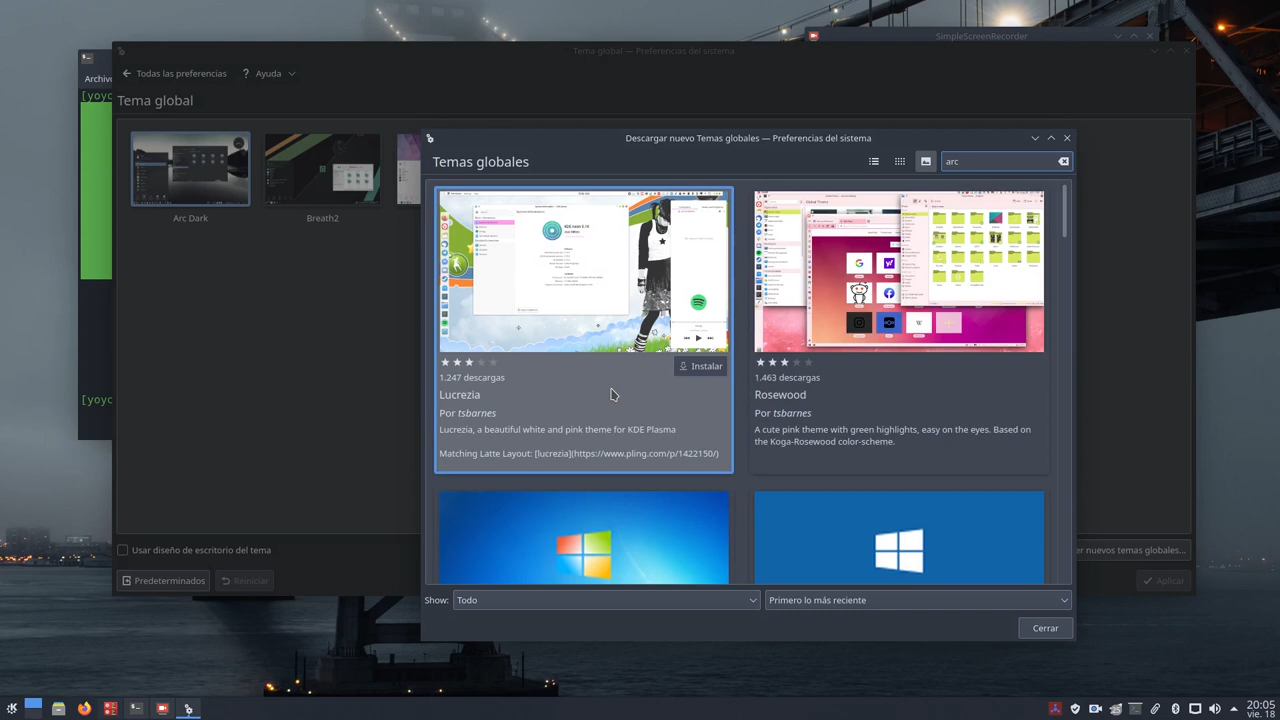 SimpleScreenRecorder
Tema global — Preferencias del sistema
Archivo
Todas las preferencias
Ayuda
[yoyo
Tema global
Arc Dark
Breath2
Descargar nuevo Temas globales — Preferencias del sistema
Temas globales
arc
1.247 descargas
Instalar
Lucrezia
Por tsbarnes
Lucrezia, a beautiful white and pink theme for KDE Plasma
Matching Latte Layout: [lucrezia](https://www.pling.com/p/1422150/)
1.463 descargas
Rosewood
Por tsbarnes
A cute pink theme with green highlights, easy on the eyes. Based on
the Koga-Rosewood color-scheme.
[yoyo
Usar diseño de escritorio del tema
er nuevos temas globales...
Predeterminados
Reiniciar
Aplicar
Show:
Todo
Primero lo más reciente
Cerrar
20:05
vie. 18